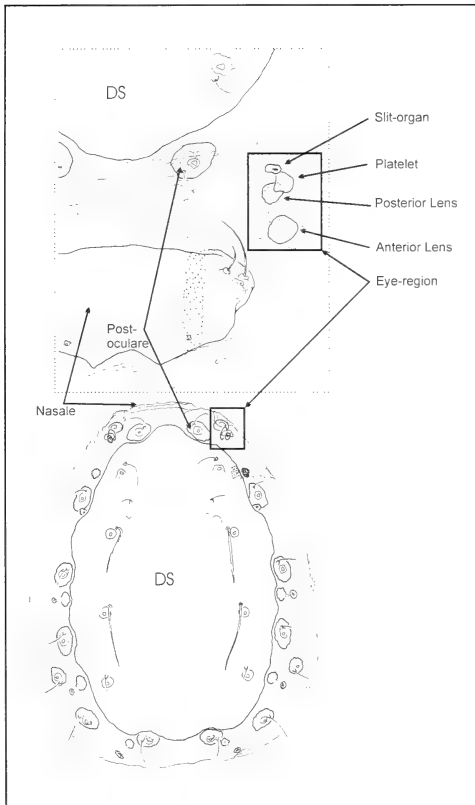 DS
Slit-organ
Platelet
Posterior Lens
Anterior Lens
Eye-region
Post-
oculare
Nasale
DS